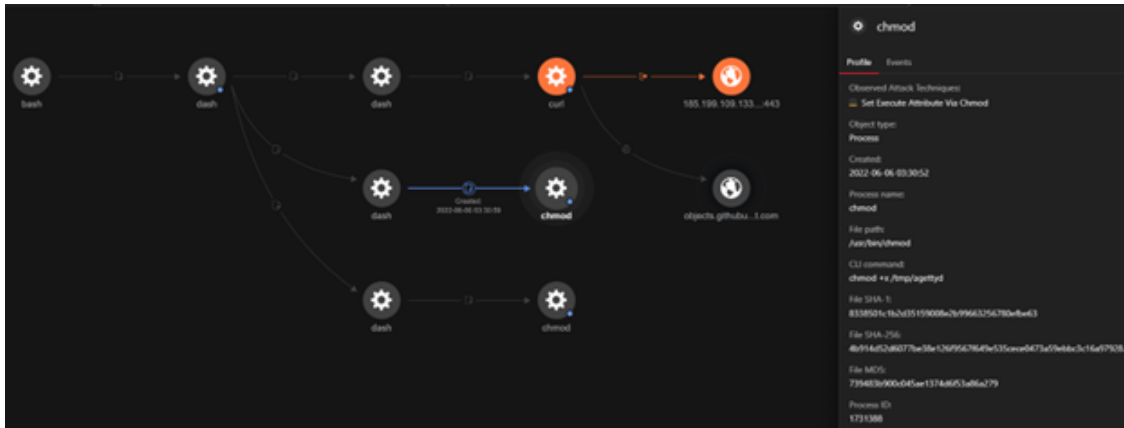 bash
dash
dash
curl
185.199.109.133...:443
dash
Created
2022-06-06 03:30:59
chmod
objects.githubu...t.com
dash
chmod
chmod
Profile Events
Observed Attack Techniques:
Set Execute Attribute Via Chmod
Object type:
Process
Created:
2022-06-06 03:30:52
Process name:
chmod
File path:
/usr/bin/chmod
CLI command:
chmod +x /tmp/agettyd
File SHA-1:
File SHA-256:
File MD5:
Process ID:
1731388